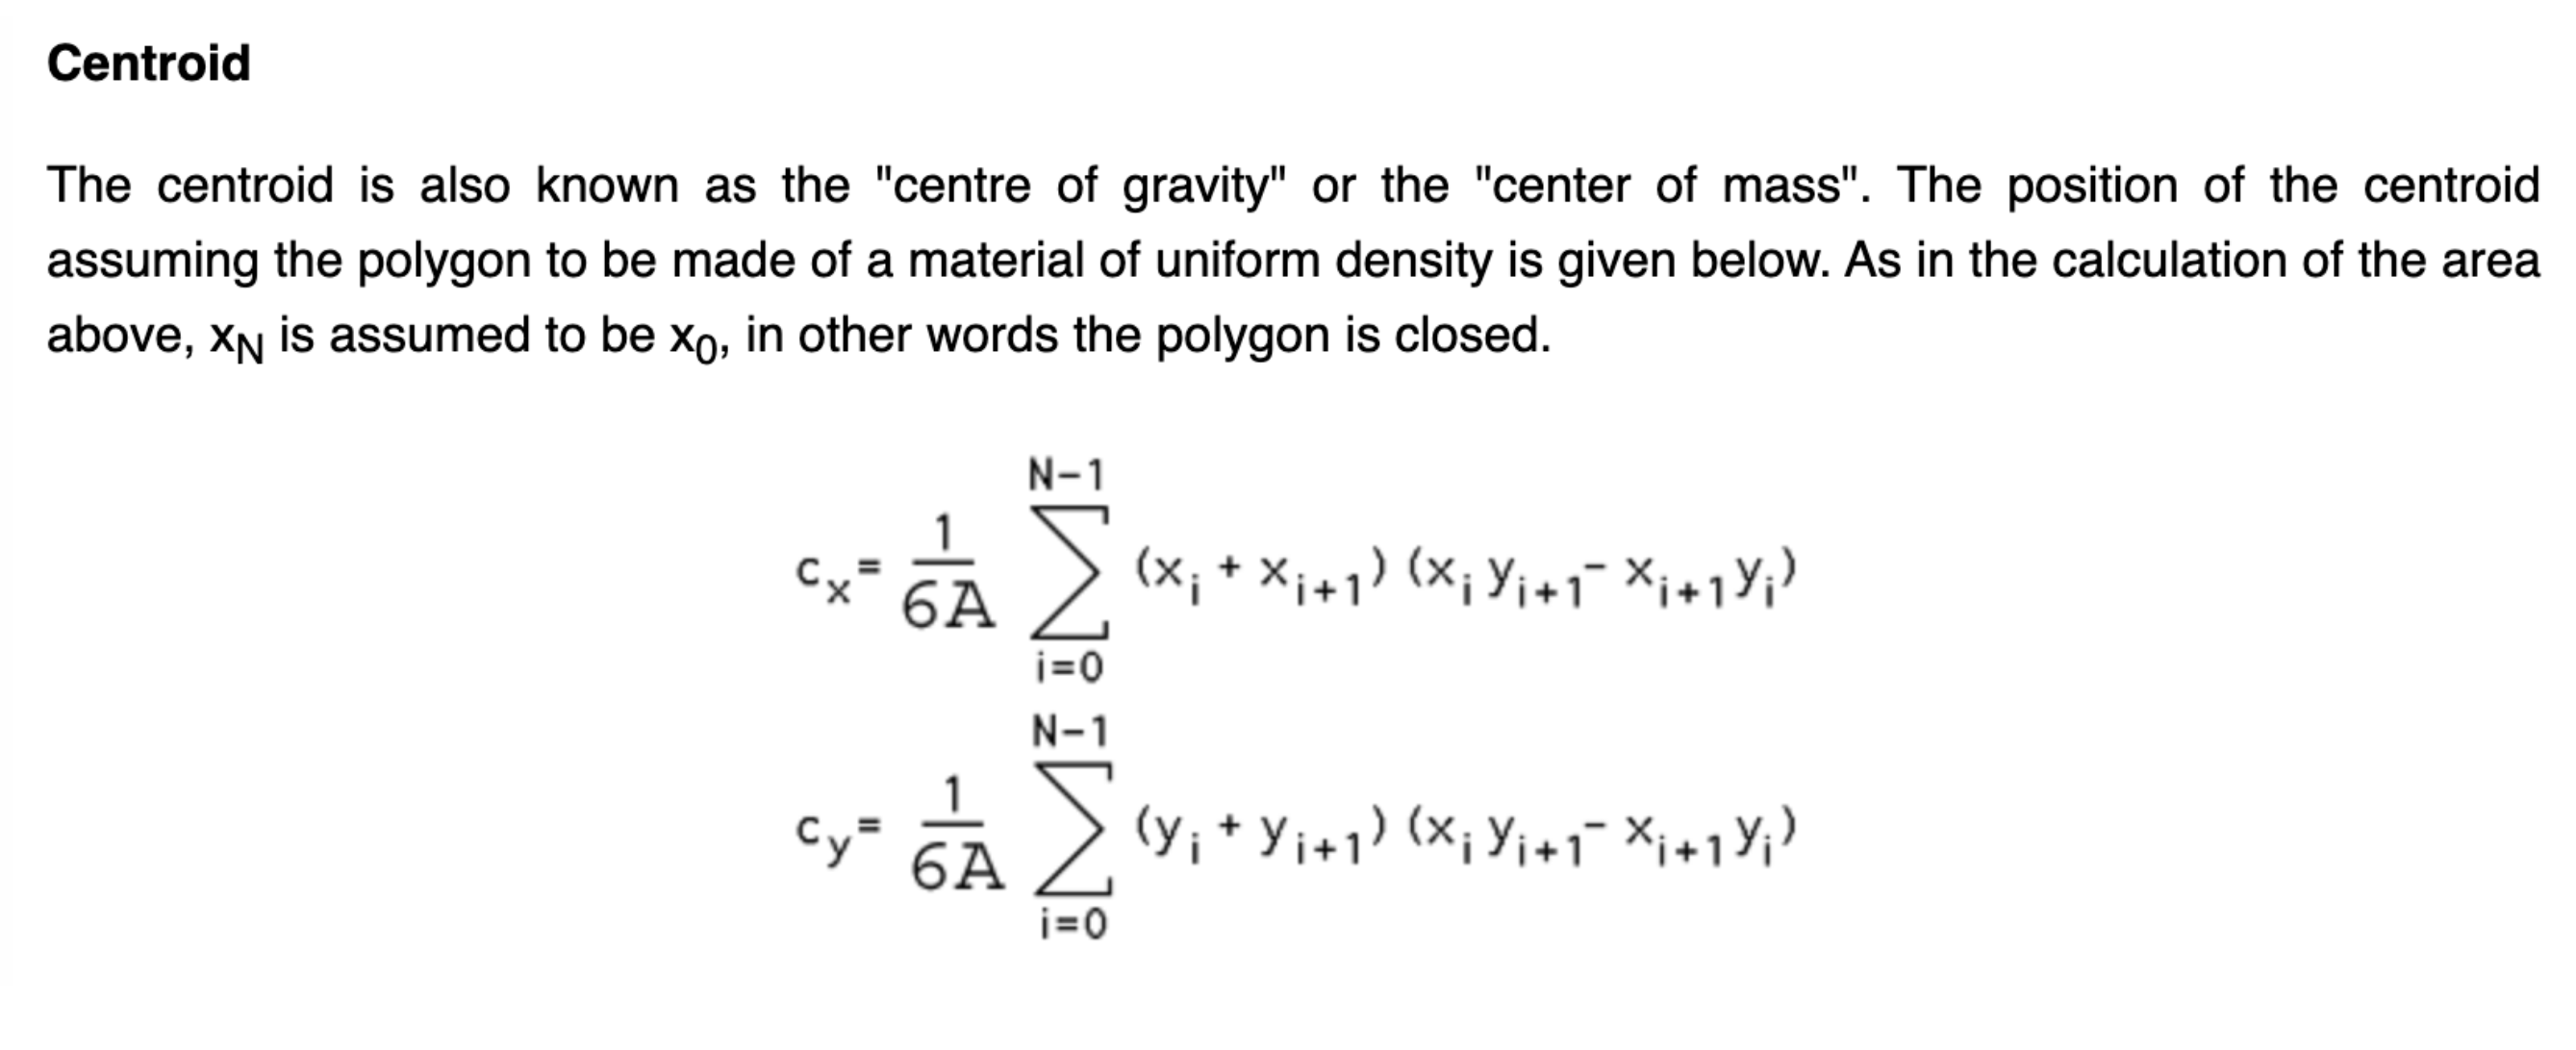 Centroid
The centroid is also known as the "centre of gravity" or the "center of mass". The position of the centroid
assuming the polygon to be made of a material of uniform density is given below. As in the calculation of the area
above, x_N is assumed to be x_0, in other words the polygon is closed.
c_x = \frac{1}{6A} \sum_{i=0}^{N-1} (x_i + x_{i+1}) (x_i y_{i+1} - x_{i+1} y_i)
c_y = \frac{1}{6A} \sum_{i=0}^{N-1} (y_i + y_{i+1}) (x_i y_{i+1} - x_{i+1} y_i)